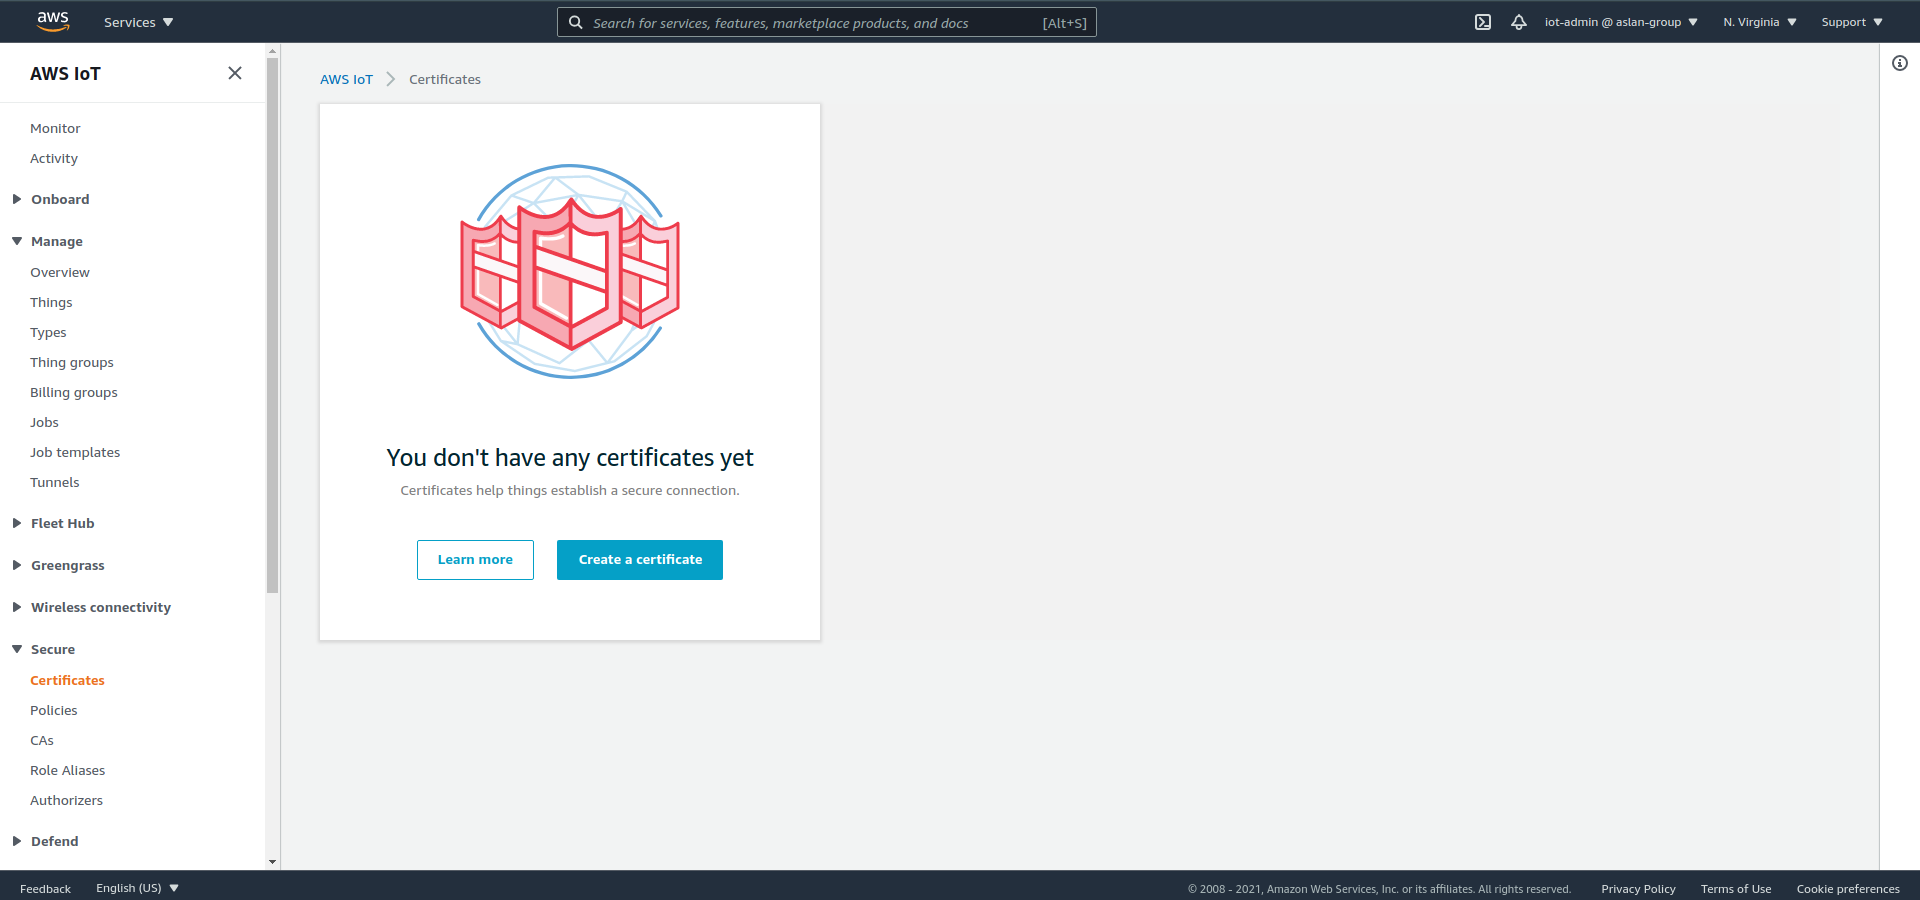 aws
Services
Search for services, features, marketplace products, and docs
[Alt+S]
iot-admin @ aslan-group
N. Virginia
Support
AWS IoT
Monitor
Activity
Onboard
Manage
Overview
Things
Types
Thing groups
Billing groups
Jobs
Job templates
Tunnels
Fleet Hub
Greengrass
Wireless connectivity
Secure
Certificates
Policies
CAs
Role Aliases
Authorizers
Defend
AWS IoT
Certificates
You don't have any certificates yet
Certificates help things establish a secure connection.
Learn more
Create a certificate
Feedback
English (US)
© 2008 - 2021, Amazon Web Services, Inc. or its affiliates. All rights reserved.
Privacy Policy
Terms of Use
Cookie preferences